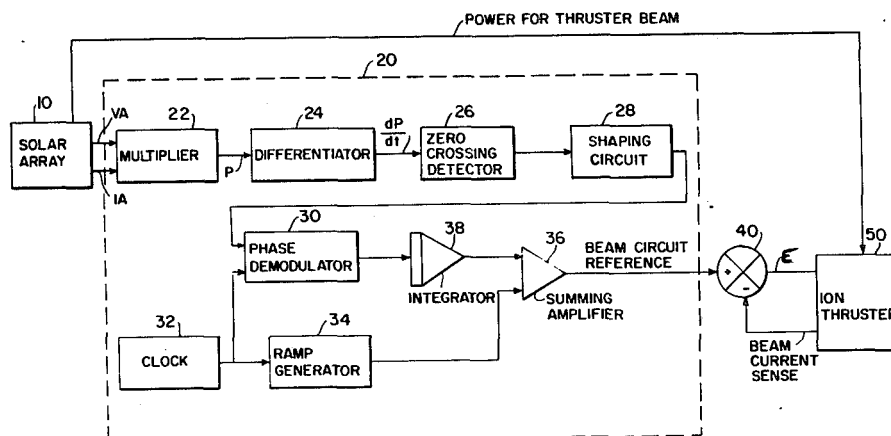 POWER FOR THRUSTER BEAM
20
10
SOLAR
ARRAY
VA
IA
22
MULTIPLIER
P
24
DIFFERENTIATOR
dP
dt
26
ZERO
CROSSING
DETECTOR
28
SHAPING
CIRCUIT
30
PHASE
DEMODULATOR
38
INTEGRATOR
36
SUMMING
AMPLIFIER
BEAM CIRCUIT
REFERENCE
40
+
-
E
50
ION
THRUSTER
BEAM
CURRENT
SENSE
32
CLOCK
34
RAMP
GENERATOR